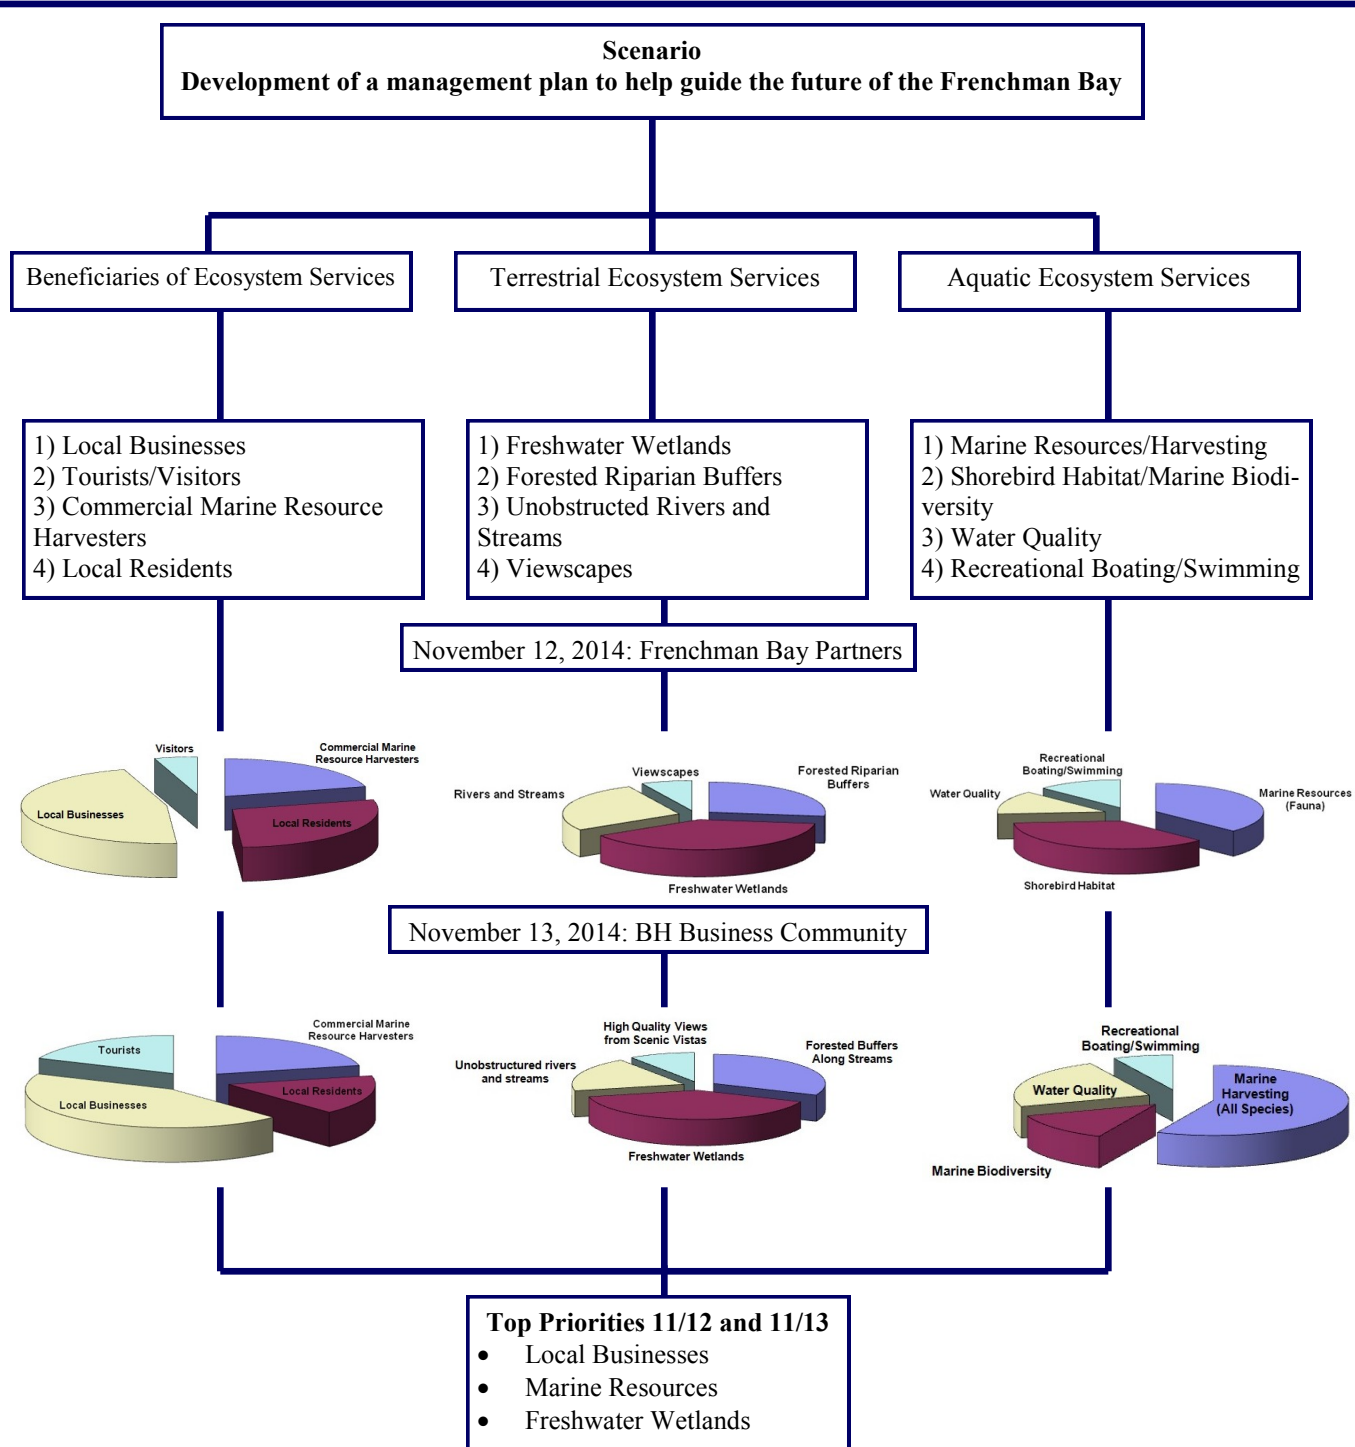 Scenario
Development of a management plan to help guide the future of the Frenchman Bay
Beneficiaries of Ecosystem Services
Terrestrial Ecosystem Services
Aquatic Ecosystem Services
1) Local Businesses
2) Tourists/Visitors
3) Commercial Marine Resource
Harvesters
4) Local Residents
1) Freshwater Wetlands
2) Forested Riparian Buffers
3) Unobstructed Rivers and
Streams
4) Viewscapes
1) Marine Resources/Harvesting
2) Shorebird Habitat/Marine Biodi-
versity
3) Water Quality
4) Recreational Boating/Swimming
November 12, 2014: Frenchman Bay Partners
Visitors
Commercial Marine
Resource Harvesters
Local Businesses
Local Residents
Viewscapes
Forested Riparian
Buffers
Rivers and Streams
Freshwater Wetlands
Recreational
Boating/Swimming
Water Quality
Marine Resources
(Fauna)
Shorebird Habitat
November 13, 2014: BH Business Community
Commercial Marine
Resource Harvesters
Tourists
Local Residents
Local Businesses
High Quality Views
from Scenic Vistas
Forested Buffers
Along Streams
Unobstructured rivers
and streams
Freshwater Wetlands
Recreational
Boating/Swimming
Water Quality
Marine
Harvesting
(All Species)
Marine Biodiversity
Top Priorities 11/12 and 11/13
• Local Businesses
• Marine Resources
• Freshwater Wetlands